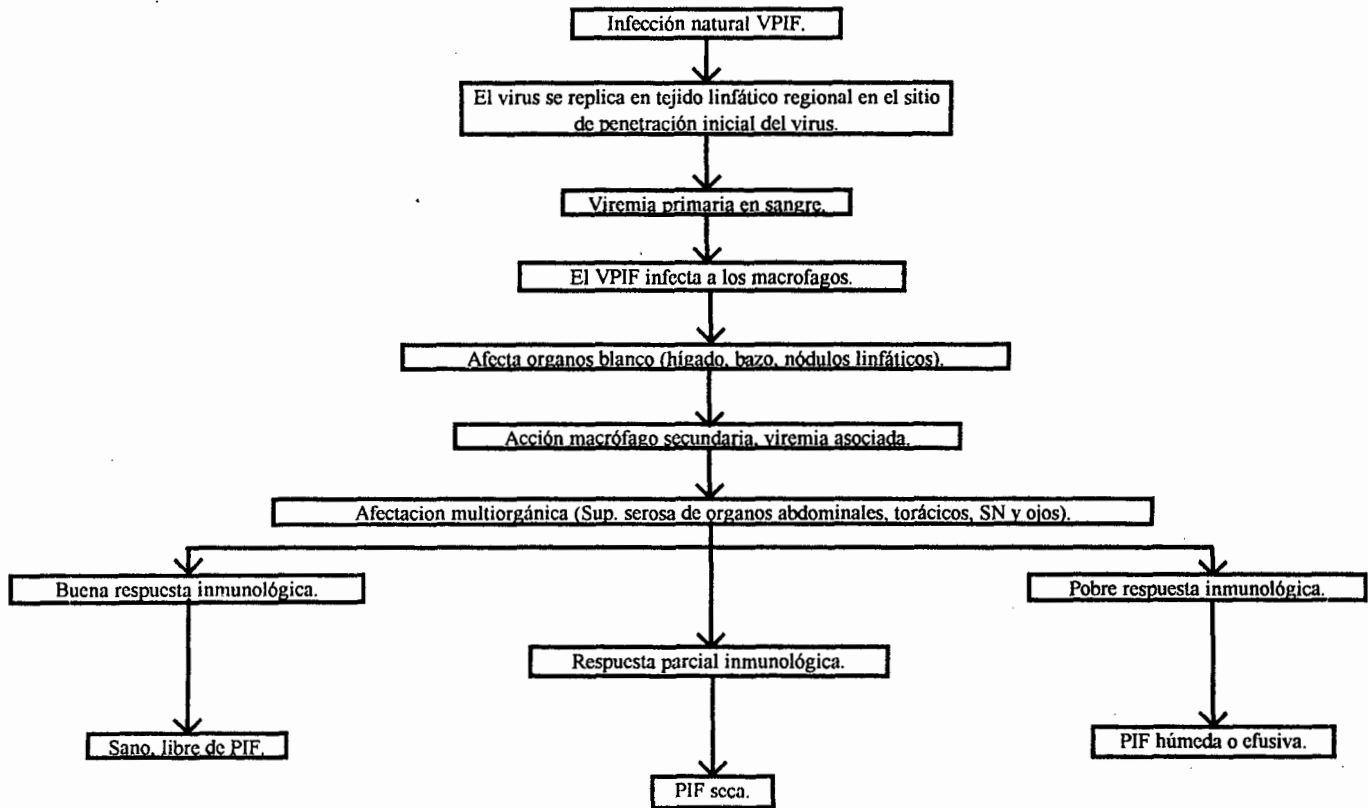 Infección natural VPIF.
El virus se replica en tejido linfático regional en el sitio
de penetración inicial del virus.
Viremia primaria en sangre.
El VPIF infecta a los macrofagos.
Afecta organos blanco (hígado, bazo, nódulos linfáticos).
Acción macrófago secundaria, viremia asociada.
Afectacion multiorgánica (Sup. serosa de organos abdominales, torácicos, SN y ojos).
Buena respuesta inmunológica.
Pobre respuesta inmunológica.
Respuesta parcial inmunológica.
Sano, libre de PIF.
PIF húmeda o efusiva.
PIF seca.